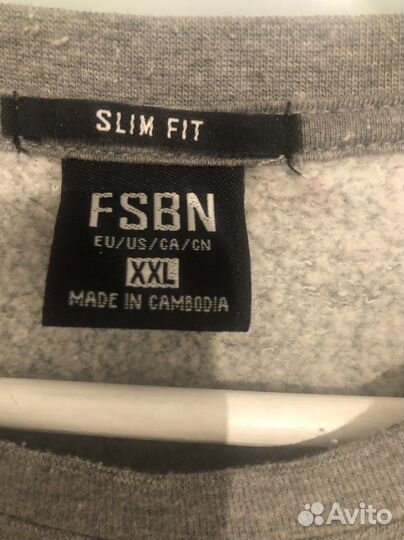 SLIM FIT
FSBN
EU/US/CA/CN
XXL
MADE IN CAMBODIA
Avito